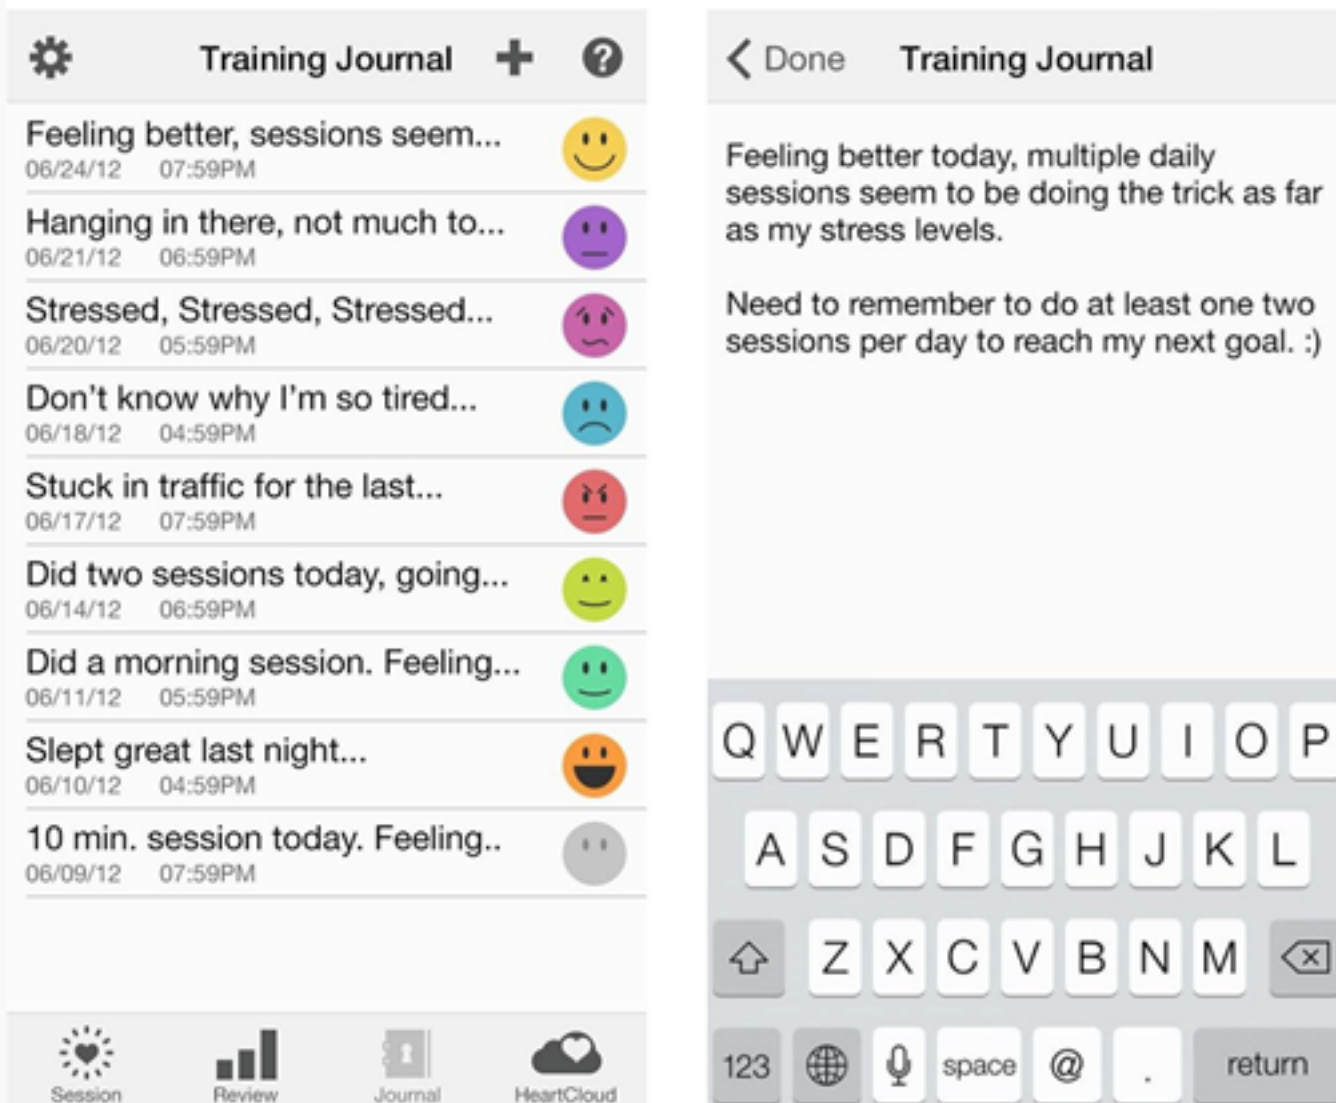 Training Journal
Feeling better, sessions seem...
06/24/12 07:59PM
Hanging in there, not much to...
06/21/12 06:59PM
Stressed, Stressed, Stressed...
06/20/12 05:59PM
Don't know why I'm so tired...
06/18/12 04:59PM
Stuck in traffic for the last...
06/17/12 07:59PM
Did two sessions today, going...
06/14/12 06:59PM
Did a morning session. Feeling...
06/11/12 05:59PM
Slept great last night...
06/10/12 04:59PM
10 min. session today. Feeling..
06/09/12 07:59PM
Session Review Journal HeartCloud
Done Training Journal
Feeling better today, multiple daily
sessions seem to be doing the trick as far
as my stress levels.
Need to remember to do at least one two
sessions per day to reach my next goal. :)
Q W E R T Y U I O P
A S D F G H J K L
Z X C V B N M
123 space @ . return